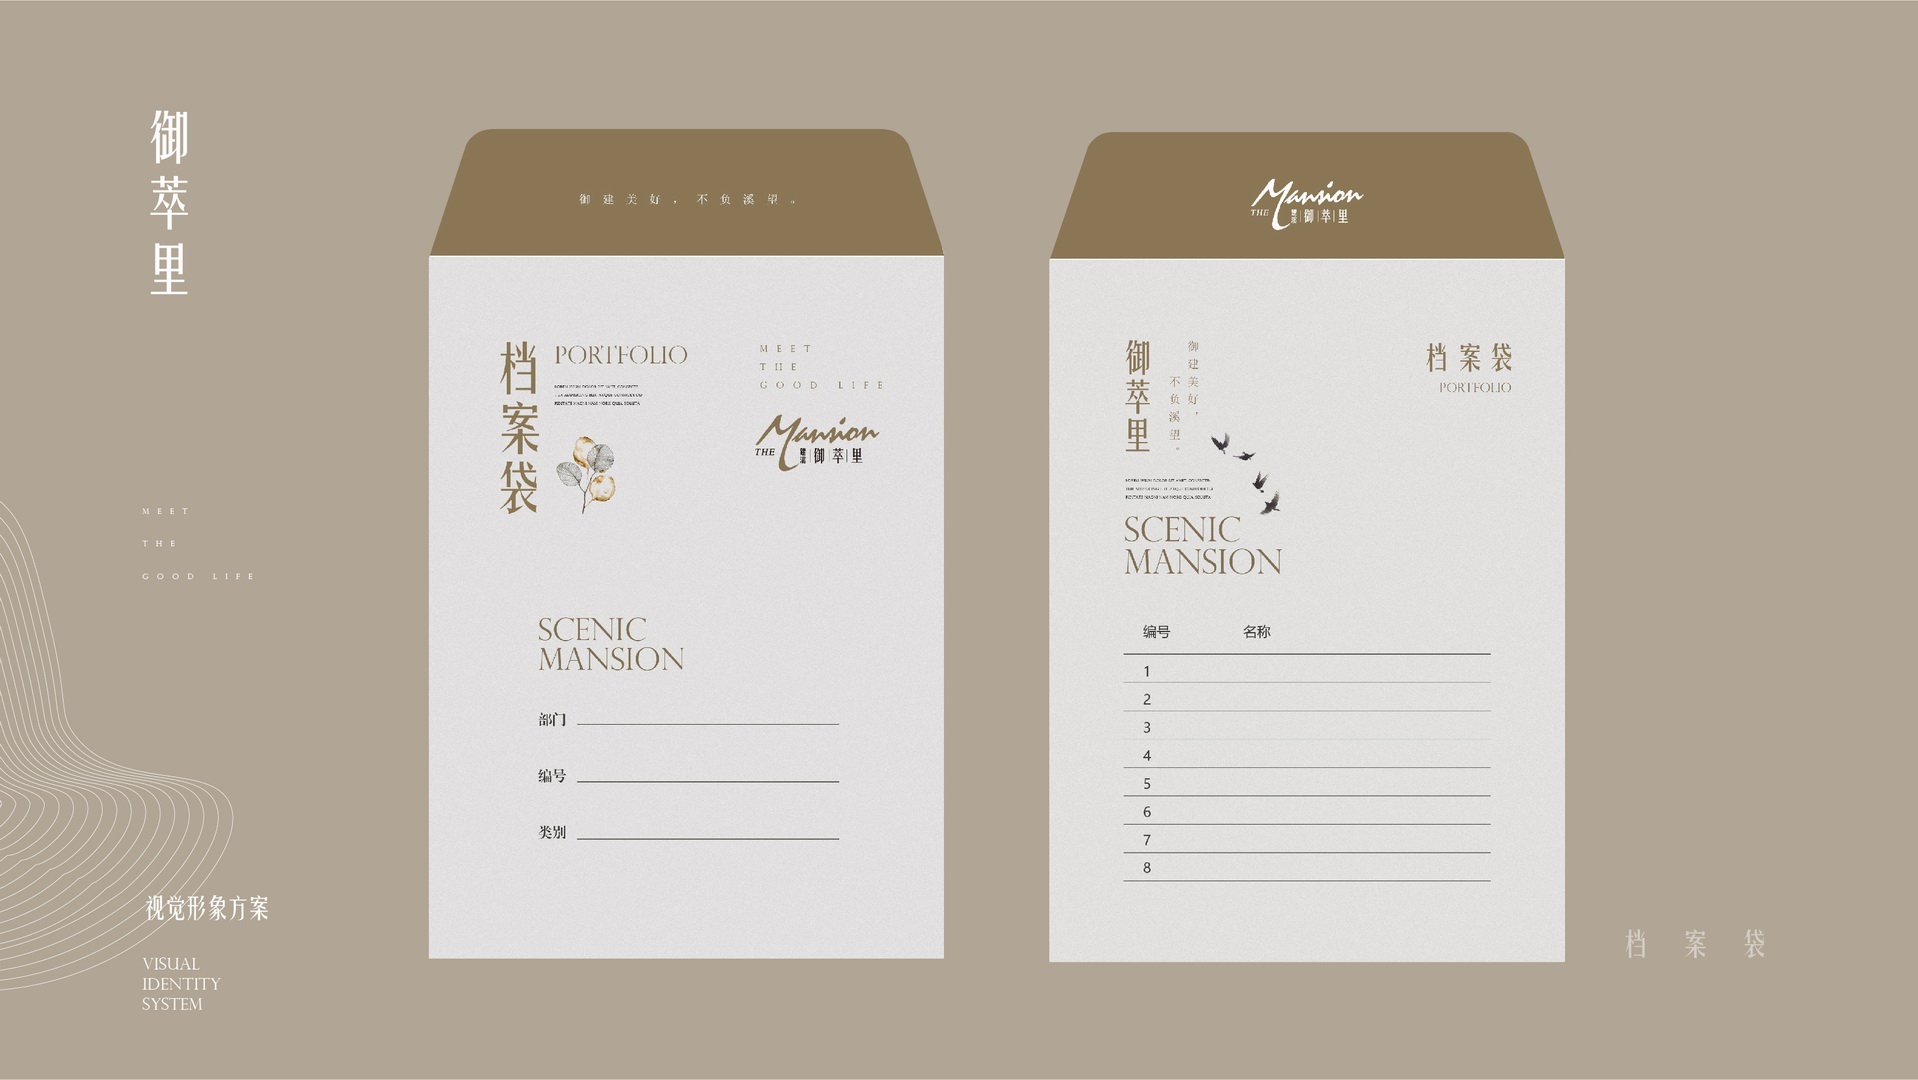 御萃里
MEET
THE
GOOD LIFE
视觉形象方案
VISUAL
IDENTITY
SYSTEM
御建美好，不负溪望。
档案袋
PORTFOLIO
MEET
THE
GOOD LIFE
Mansion
THE 建溪|御|萃|里
SCENIC
MANSION
部门
编号
类别
Mansion
THE 建溪|御|萃|里
御萃里
御建美好，
不负溪望。
档案袋
PORTFOLIO
SCENIC
MANSION
编号 名称
1
2
3
4
5
6
7
8
档案袋